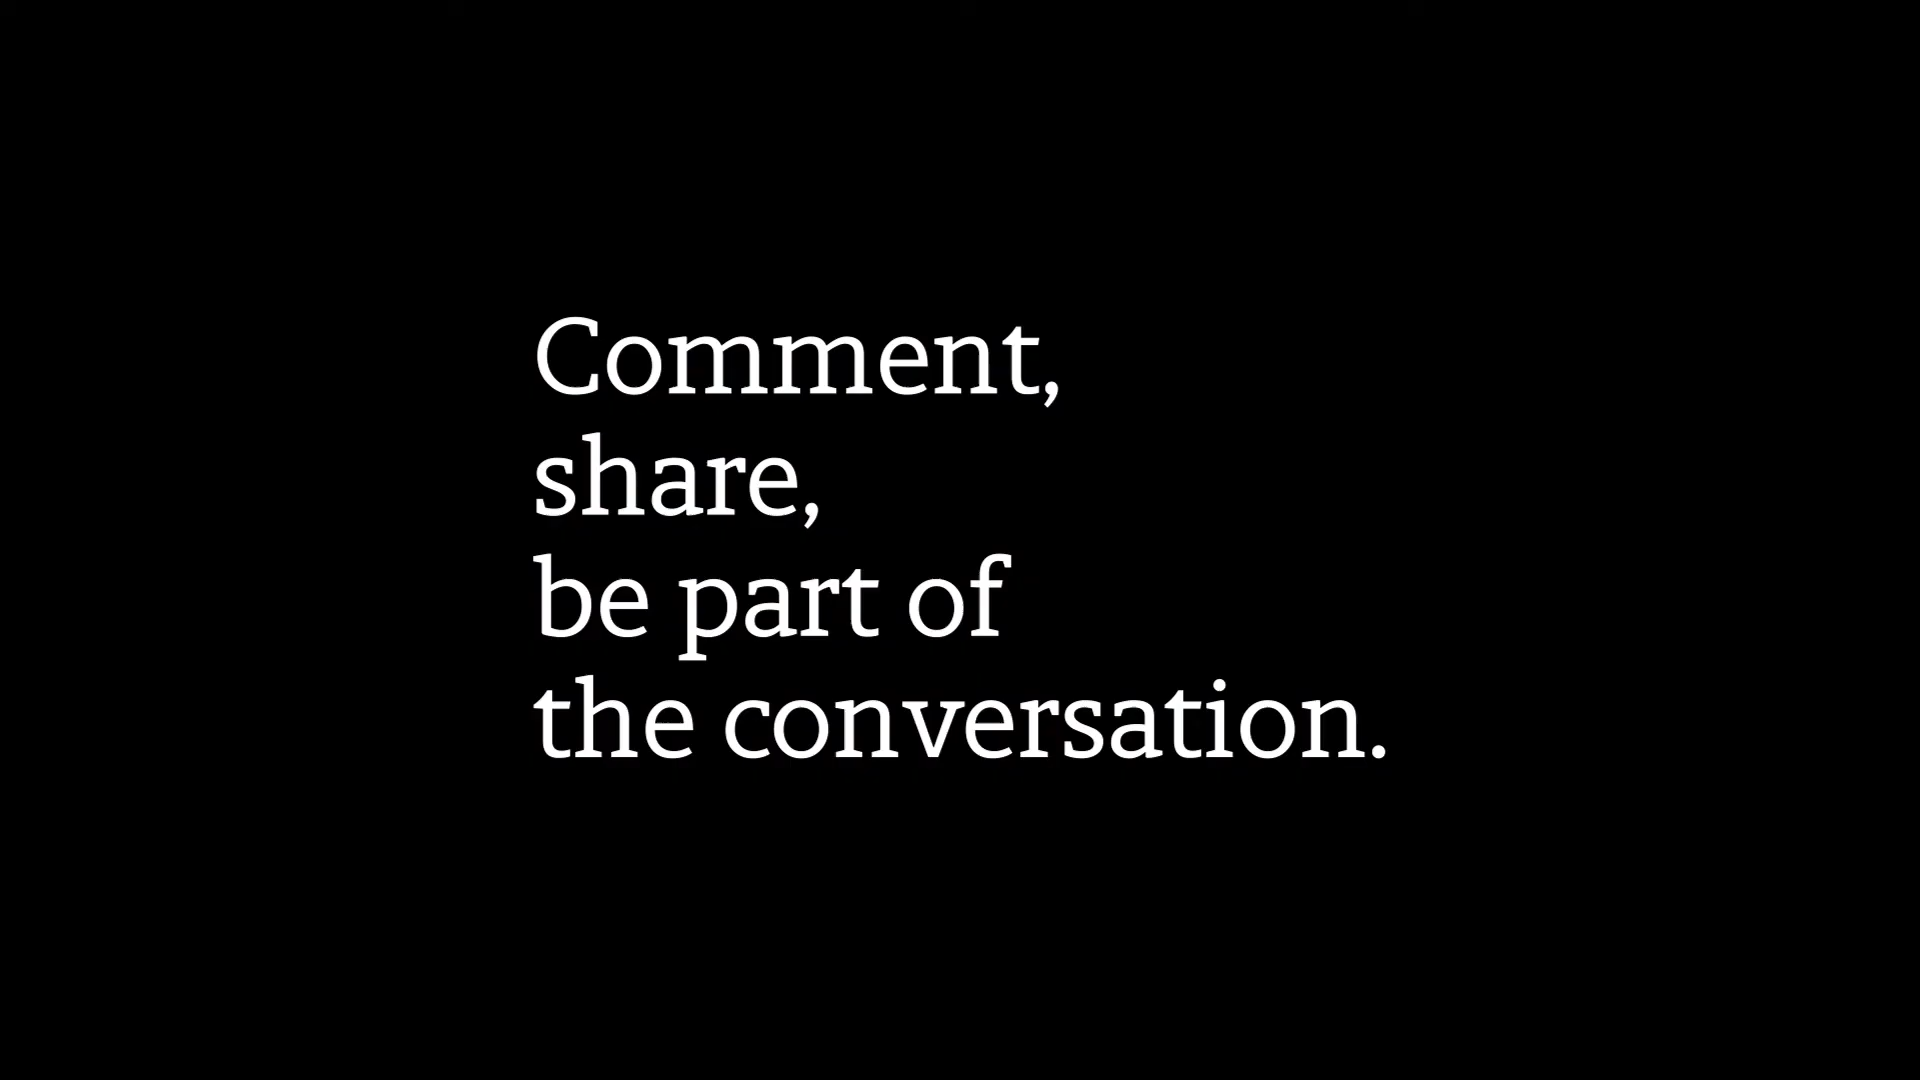 Comment,
share,
be part of
the conversation.